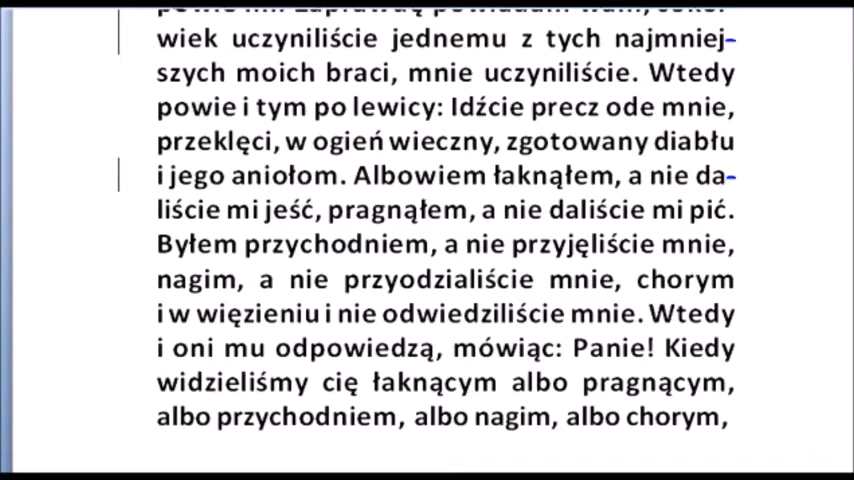 wiek uczyniliście jednemu z tych najmniej-
szych moich braci, mnie uczyniliście. Wtedy
powie i tym po lewicy: Idźcie precz ode mnie,
przeklęci, w ogień wieczny, zgotowany diabłu
i jego aniołom. Albowiem łaknąłem, a nie da-
liście mi jeść, pragnąłem, a nie daliście mi pić.
Byłem przychodniem, a nie przyjęliście mnie,
nagim, a nie przyodzialiście mnie, chorym
i w więzieniu i nie odwiedziliście mnie. Wtedy
i oni mu odpowiedzą, mówiąc: Panie! Kiedy
widzieliśmy cię łaknącym albo pragnącym,
albo przychodniem, albo nagim, albo chorym,